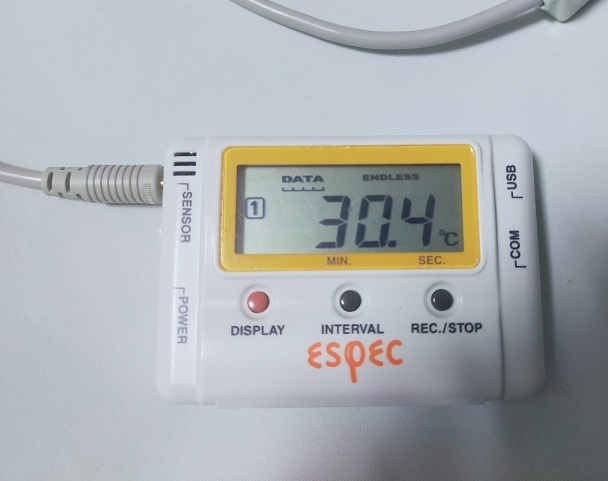 DATA ENDLESS
1 30.4 °C
MIN. SEC.
SENSOR
POWER
USB
COM
DISPLAY INTERVAL REC./STOP
ESPEC